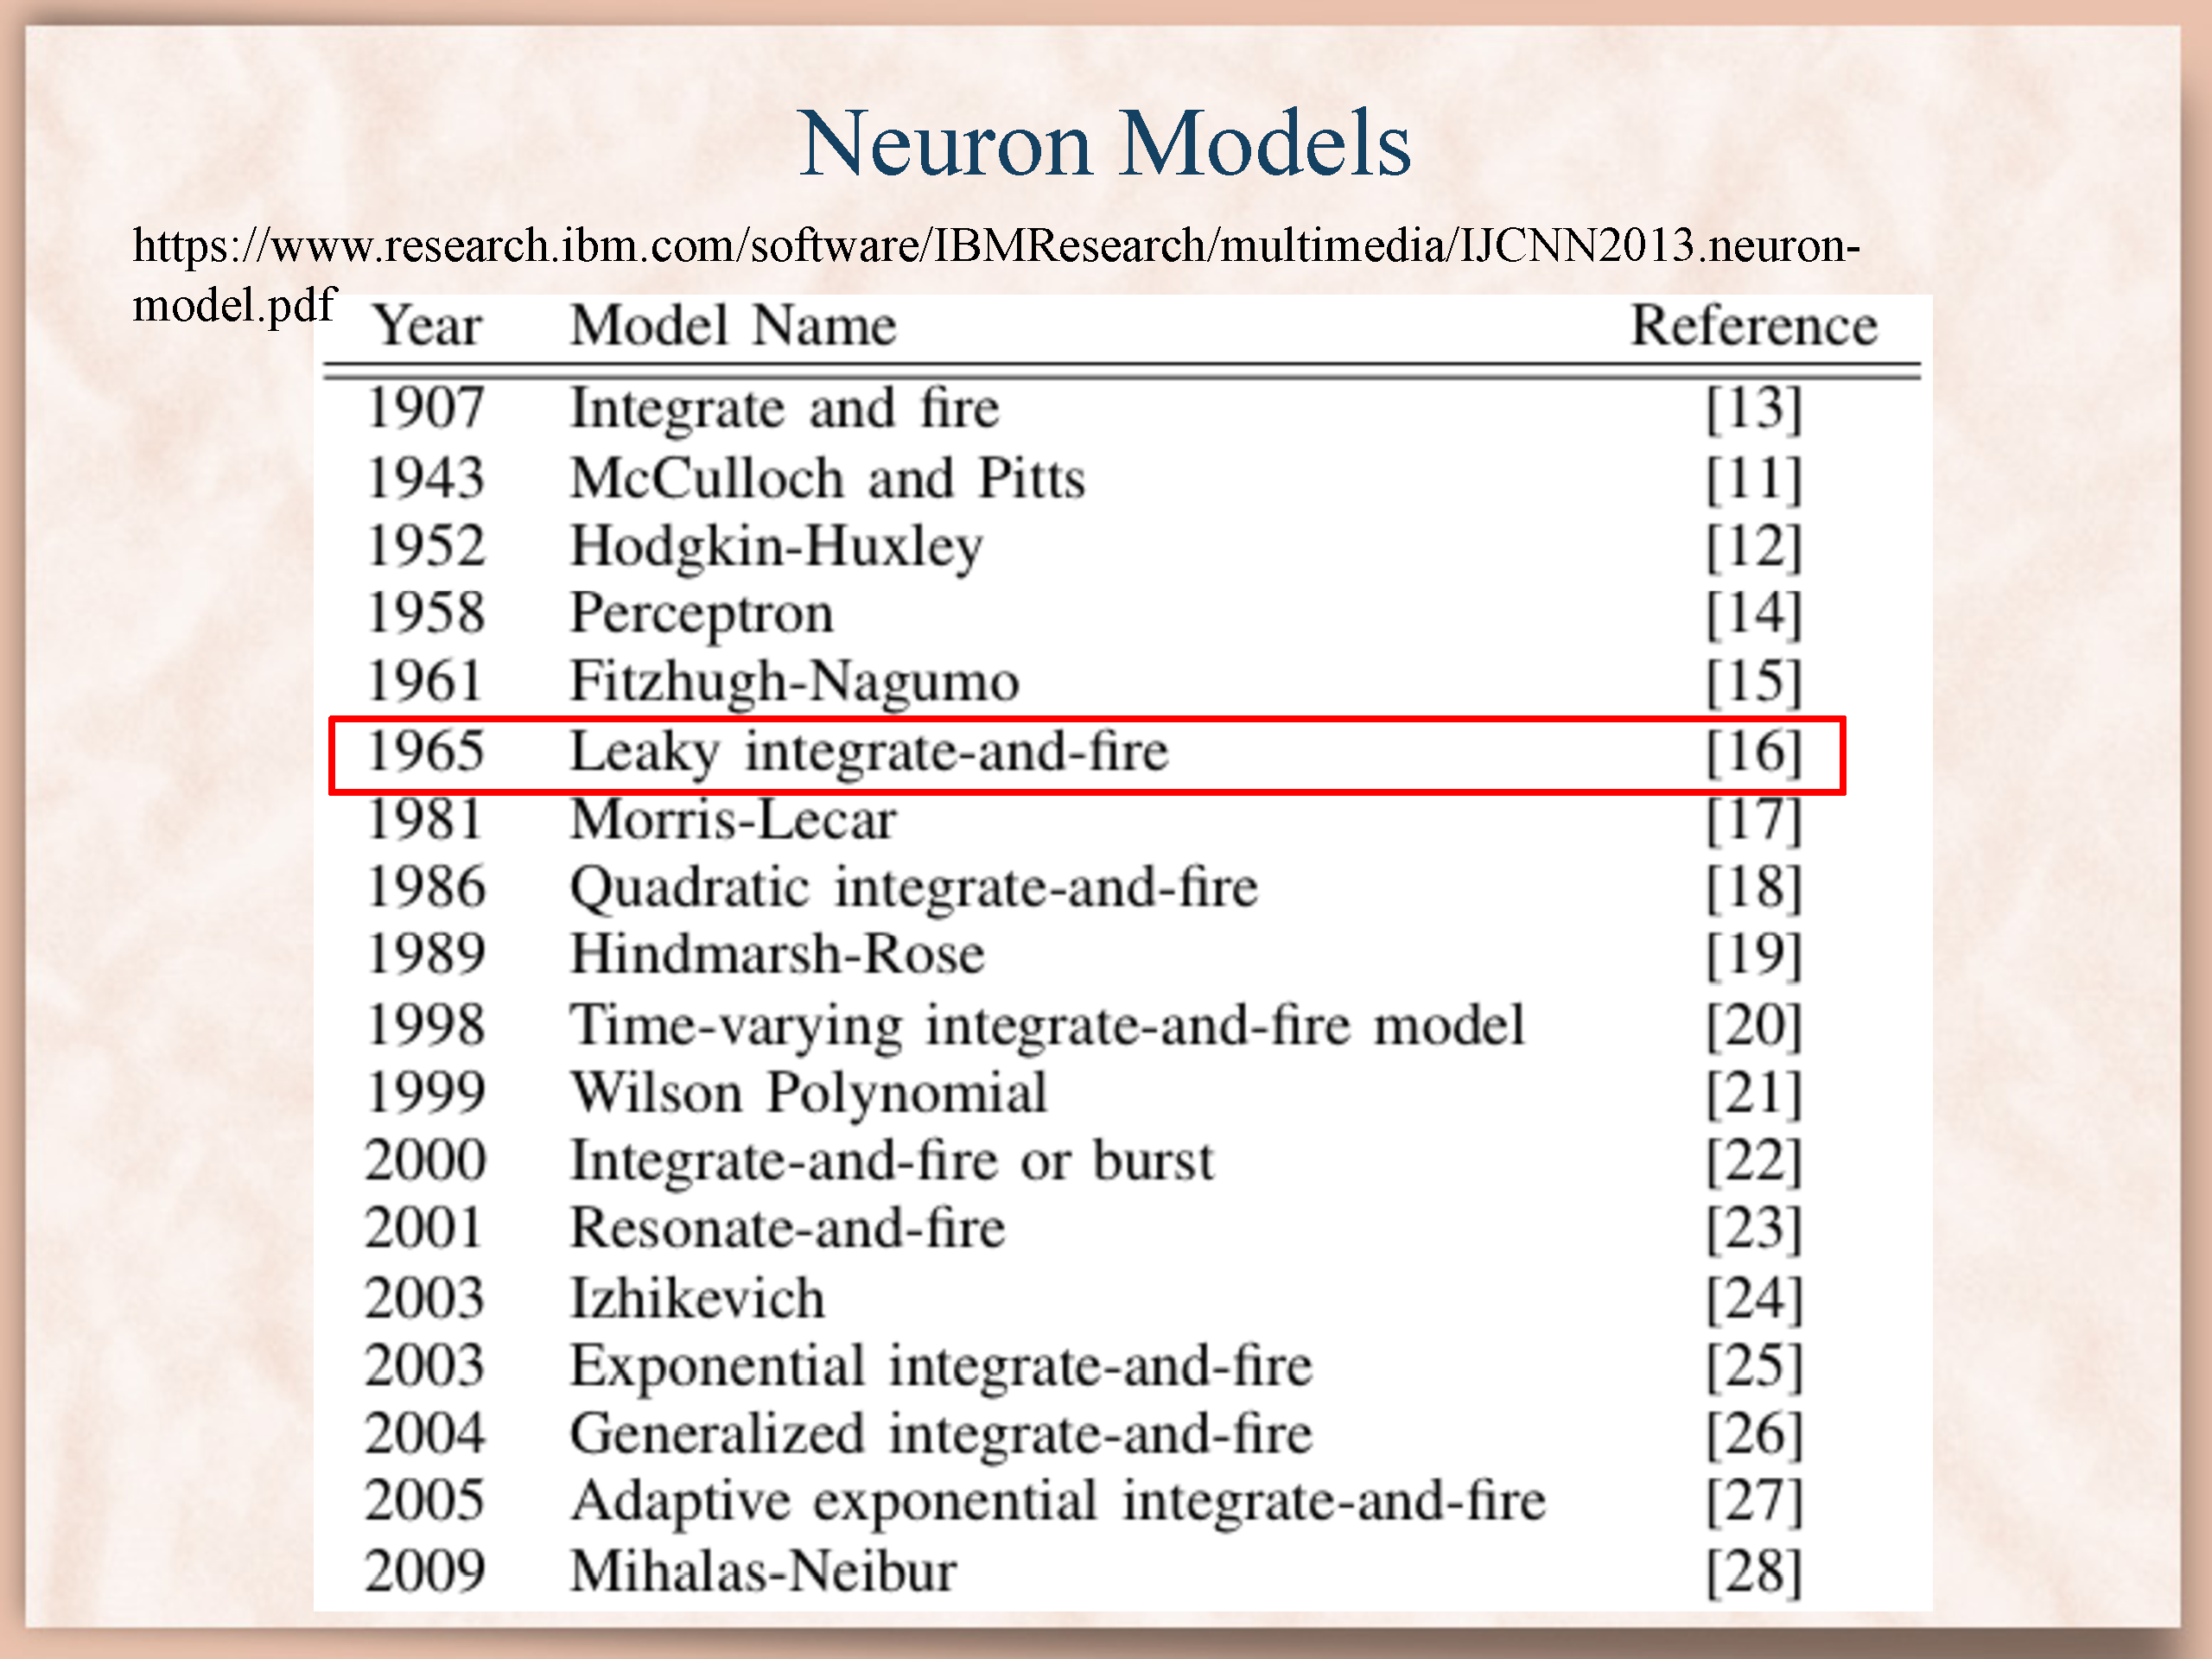 Neuron Models
https://www.research.ibm.com/software/IBMResearch/multimedia/IJCNN2013.neuron-
model.pdf
Year Model Name Reference
1907 Integrate and fire [13]
1943 McCulloch and Pitts [11]
1952 Hodgkin-Huxley [12]
1958 Perceptron [14]
1961 Fitzhugh-Nagumo [15]
1965 Leaky integrate-and-fire [16]
1981 Morris-Lecar [17]
1986 Quadratic integrate-and-fire [18]
1989 Hindmarsh-Rose [19]
1998 Time-varying integrate-and-fire model [20]
1999 Wilson Polynomial [21]
2000 Integrate-and-fire or burst [22]
2001 Resonate-and-fire [23]
2003 Izhikevich [24]
2003 Exponential integrate-and-fire [25]
2004 Generalized integrate-and-fire [26]
2005 Adaptive exponential integrate-and-fire [27]
2009 Mihalas-Neibur [28]